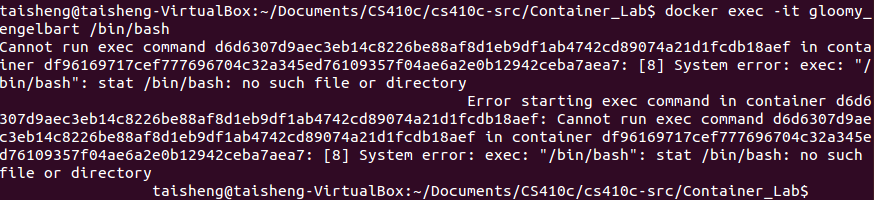 taisheng@taisheng-VirtualBox:~/Documents/CS410c/cs410c-src/Container_Lab$ docker exec -it gloomy_
engelbart /bin/bash
Cannot run exec command d6d6307d9aec3eb14c8226be88af8d1eb9df1ab4742cd89074a21d1fcdb18aef in conta
iner df96169717cef777696704c32a345ed76109357f04ae6a2e0b12942ceba7aea7: [8] System error: exec: "/
bin/bash": stat /bin/bash: no such file or directory
Error starting exec command in container d6d6
307d9aec3eb14c8226be88af8d1eb9df1ab4742cd89074a21d1fcdb18aef: Cannot run exec command d6d6307d9ae
c3eb14c8226be88af8d1eb9df1ab4742cd89074a21d1fcdb18aef in container df96169717cef777696704c32a345e
d76109357f04ae6a2e0b12942ceba7aea7: [8] System error: exec: "/bin/bash": stat /bin/bash: no such
file or directory
taisheng@taisheng-VirtualBox:~/Documents/CS410c/cs410c-src/Container_Lab$